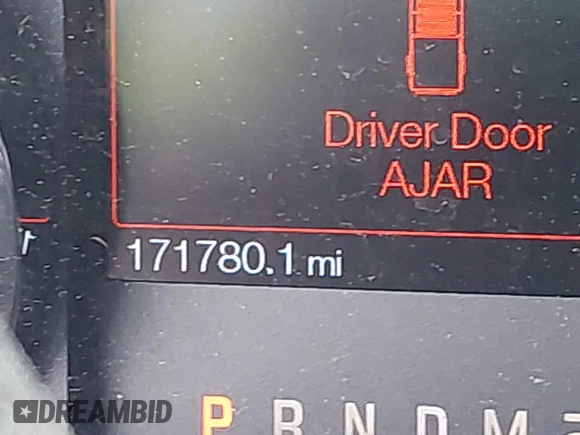 Driver Door
AJAR
171780.1 mi
P R N D M
DREAMBID